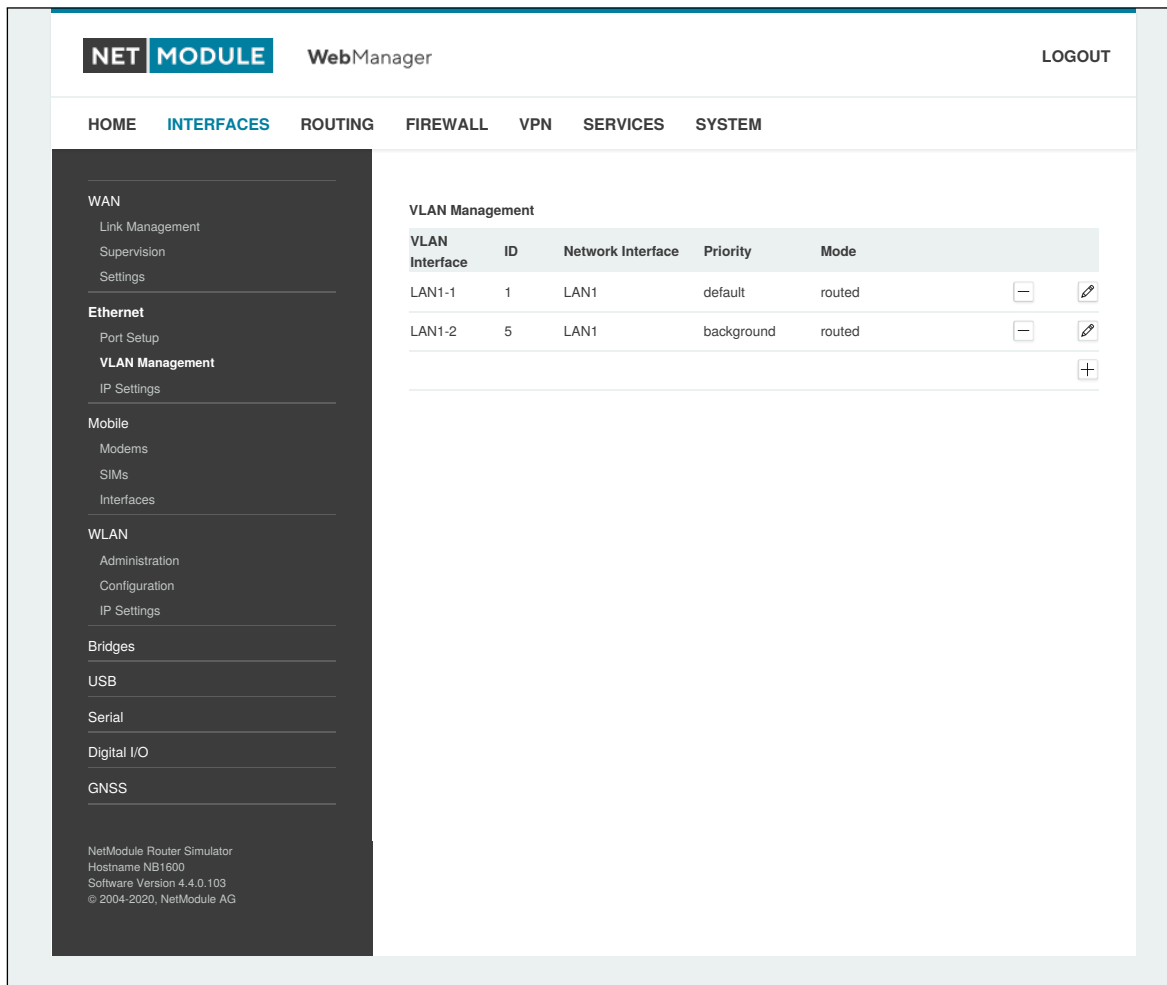 NET MODULE WebManager LOGOUT
HOME INTERFACES ROUTING FIREWALL VPN SERVICES SYSTEM
WAN
Link Management
Supervision
Settings
Ethernet
Port Setup
VLAN Management
IP Settings
Mobile
Modems
SIMs
Interfaces
WLAN
Administration
Configuration
IP Settings
Bridges
USB
Serial
Digital I/O
GNSS
NetModule Router Simulator
Hostname NB1600
Software Version 4.4.0.103
© 2004-2020, NetModule AG
VLAN Management
VLAN Interface ID Network Interface Priority Mode
LAN1-1 1 LAN1 default routed
LAN1-2 5 LAN1 background routed